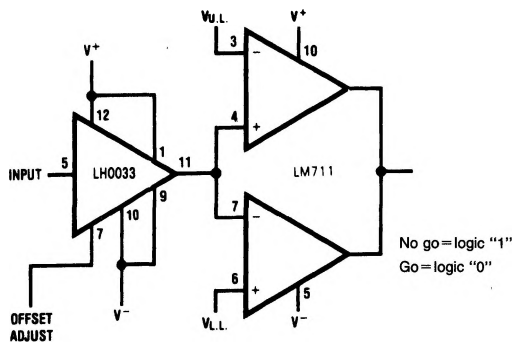 V⁺
12
1
5
INPUT
LH0033
11
9
7
10
OFFSET
ADJUST
V⁻
VU.L.
3
−
V⁺
10
4
+
LM711
7
−
6
+
VL.L.
5
V⁻
No go=logic “1”
Go=logic “0”